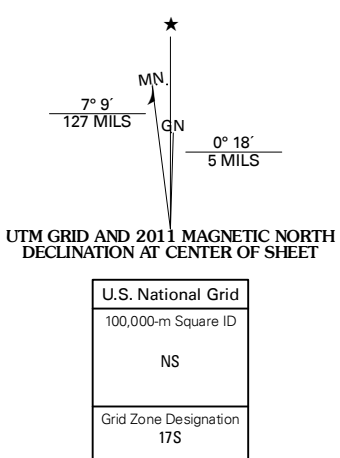 ★
MN.
7° 9´
127 MILS
GN
0° 18´
5 MILS
UTM GRID AND 2011 MAGNETIC NORTH
DECLINATION AT CENTER OF SHEET
U.S. National Grid
100,000-m Square ID
NS
Grid Zone Designation
17S